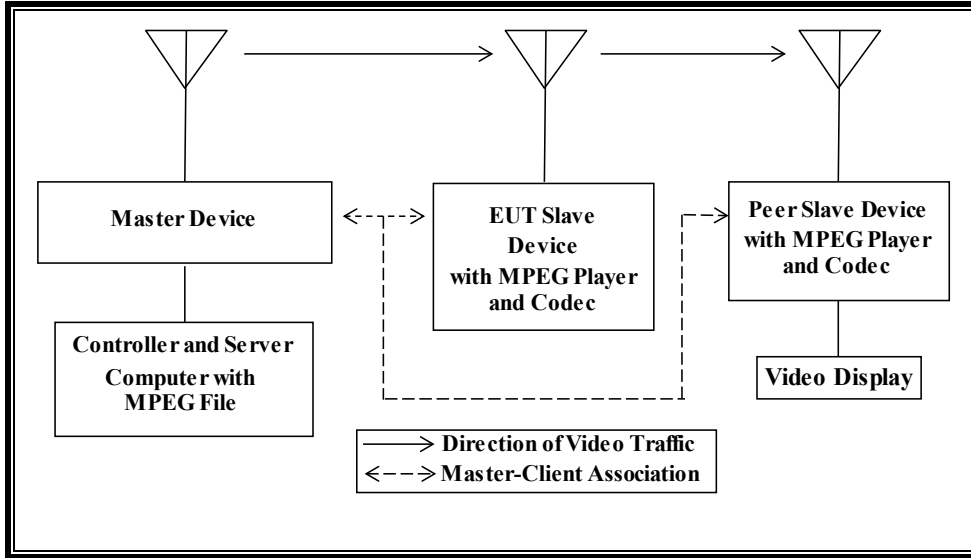 Master Device
EUT Slave
Device
with MPEG Player
and Codec
Peer Slave Device
with MPEG Player
and Codec
Controller and Server
Computer with
MPEG File
Video Display
Direction of Video Traffic
Master-Client Association